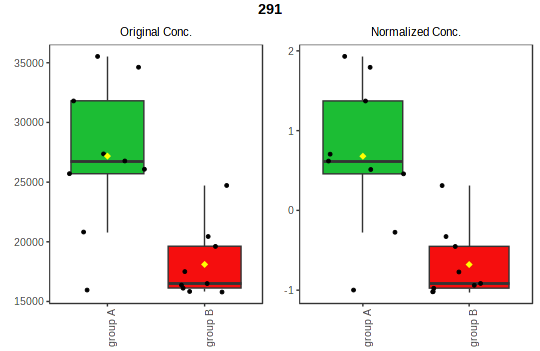 291
Original Conc.
Normalized Conc.
35000
30000
25000
20000
15000
2
1
0
-1
group A
group B
group A
group B